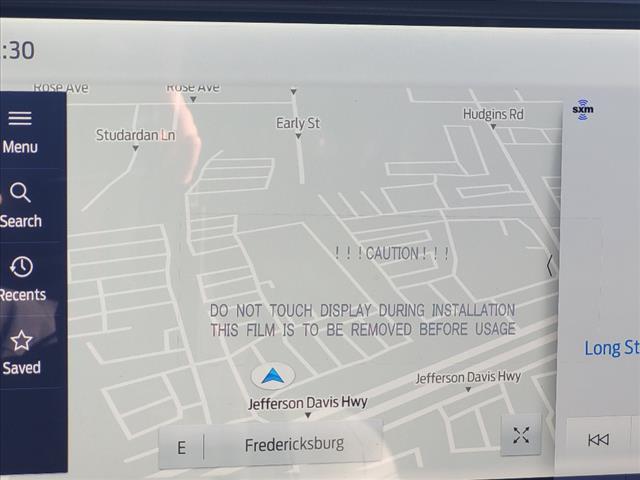 :30
Rose Ave
Rose Ave
Hudgins Rd
sxm
Early St
Studardan Ln
Menu
Search
! ! ! CAUTION ! ! !
Recents
DO NOT TOUCH DISPLAY DURING INSTALLATION
THIS FILM IS TO BE REMOVED BEFORE USAGE
Long St
Saved
Jefferson Davis Hwy
Jefferson Davis Hwy
E
Fredericksburg